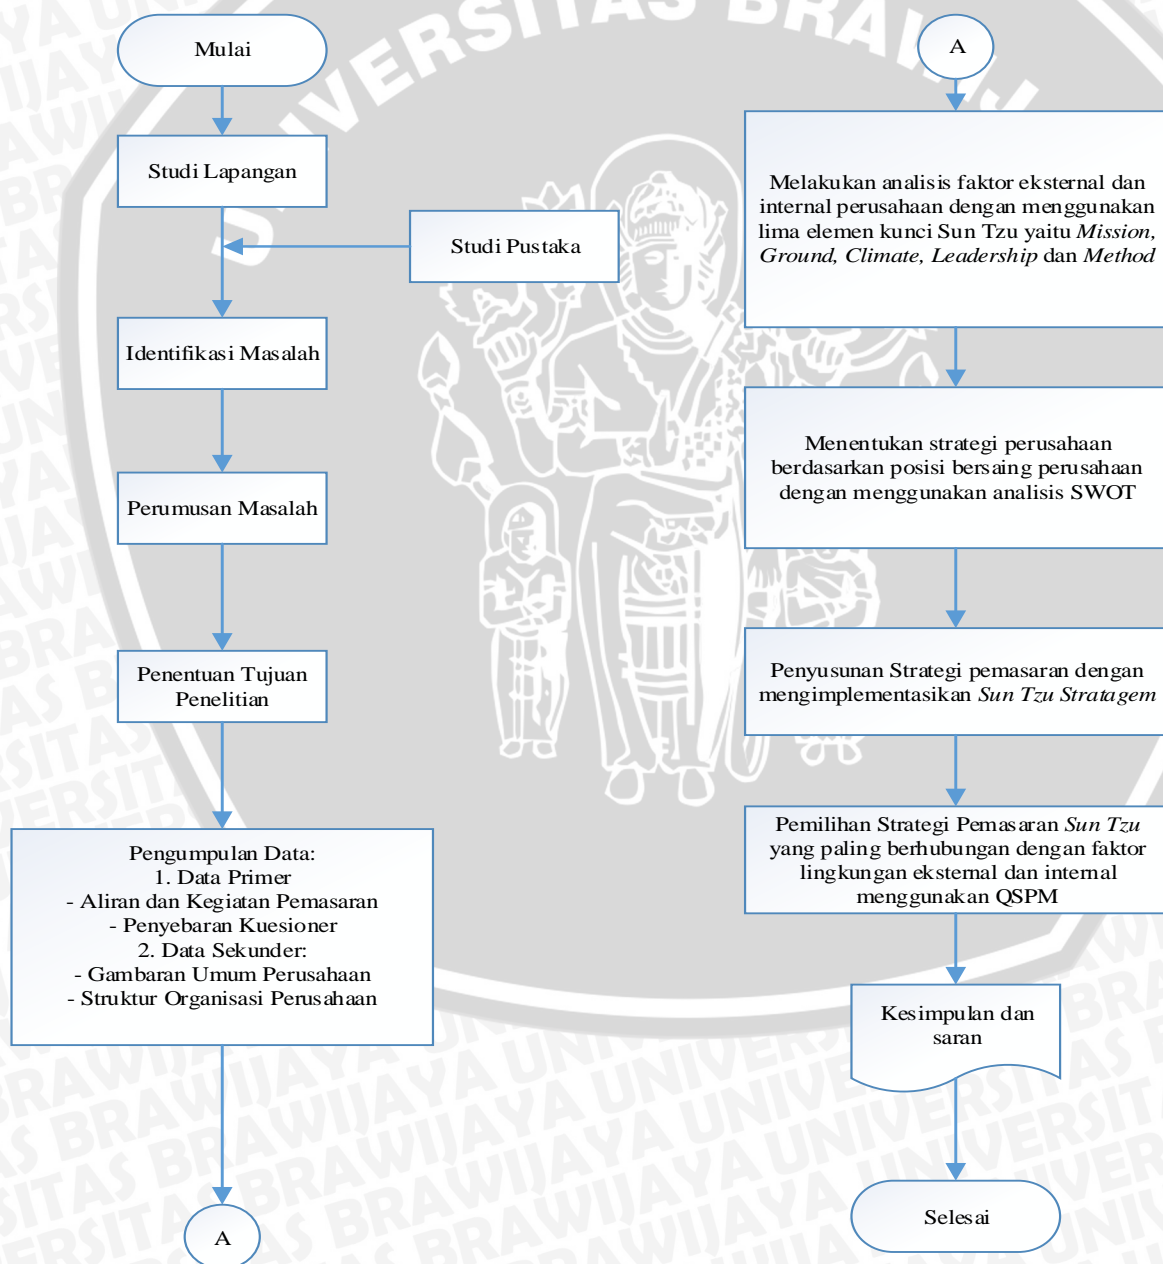 UNIVERSITAS BRAWIJAYA
Mulai
Studi Lapangan
Studi Pustaka
Identifikasi Masalah
Perumusan Masalah
Penentuan Tujuan
Penelitian
Pengumpulan Data:
1. Data Primer
- Aliran dan Kegiatan Pemasaran
- Penyebaran Kuesioner
2. Data Sekunder:
- Gambaran Umum Perusahaan
- Struktur Organisasi Perusahaan
A
A
Melakukan analisis faktor eksternal dan
internal perusahaan dengan menggunakan
lima elemen kunci Sun Tzu yaitu Mission,
Ground, Climate, Leadership dan Method
Menentukan strategi perusahaan
berdasarkan posisi bersaing perusahaan
dengan menggunakan analisis SWOT
Penyusunan Strategi pemasaran dengan
mengimplementasikan Sun Tzu Stratagem
Pemilihan Strategi Pemasaran Sun Tzu
yang paling berhubungan dengan faktor
lingkungan eksternal dan internal
menggunakan QSPM
Kesimpulan dan
saran
Selesai